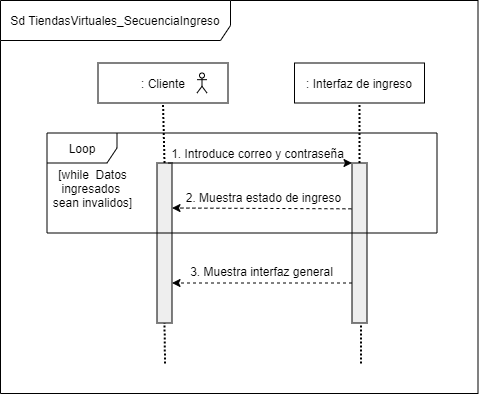 Sd TiendasVirtuales_SecuenciaIngreso
: Cliente
: Interfaz de ingreso
Loop
[while Datos
ingresados
sean invalidos]
1. Introduce correo y contraseña
2. Muestra estado de ingreso
3. Muestra interfaz general